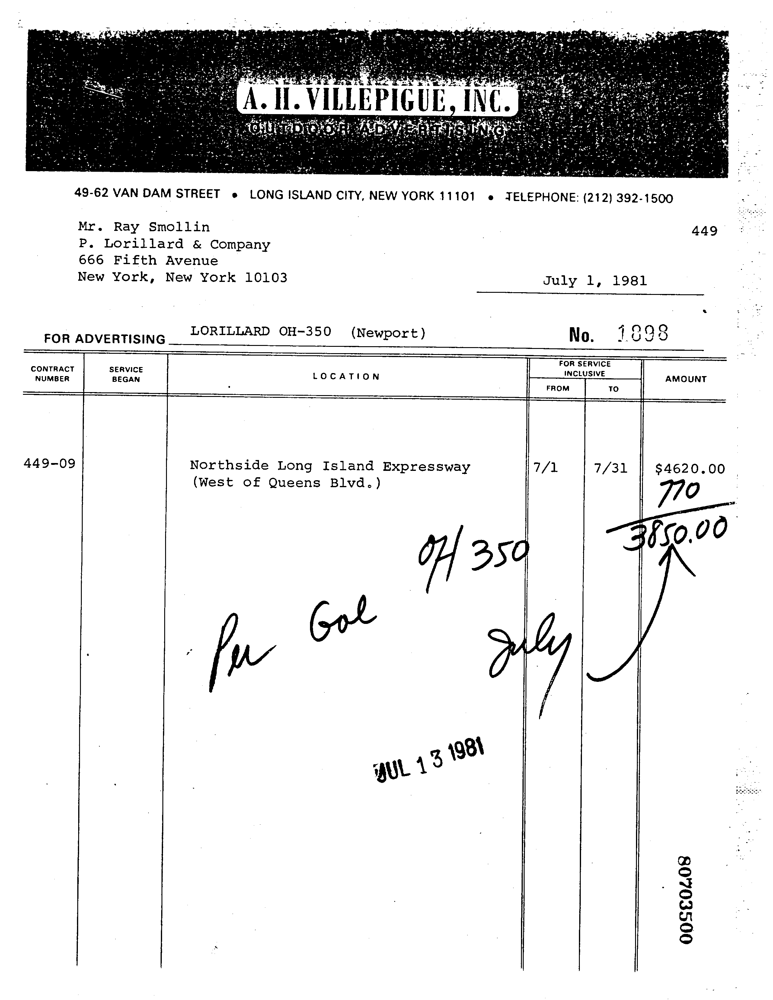 A. H. VILLEPIGUE, INC.
OUTDOOR ADVERTISING
49-62 VAN DAM STREET • LONG ISLAND CITY, NEW YORK 11101 • TELEPHONE: (212) 392-1500
Mr. Ray Smollin
P. Lorillard & Company
666 Fifth Avenue
New York, New York 10103
449
July 1, 1981
FOR ADVERTISING LORILLARD OH-350 (Newport) No. 1898
CONTRACT NUMBER SERVICE BEGAN LOCATION FOR SERVICE INCLUSIVE FROM TO AMOUNT
449-09 Northside Long Island Expressway 7/1 7/31 $4620.00
(West of Queens Blvd.)
770
3850.00
OH 350
Per Gol
July
JUL 13 1981
80703500